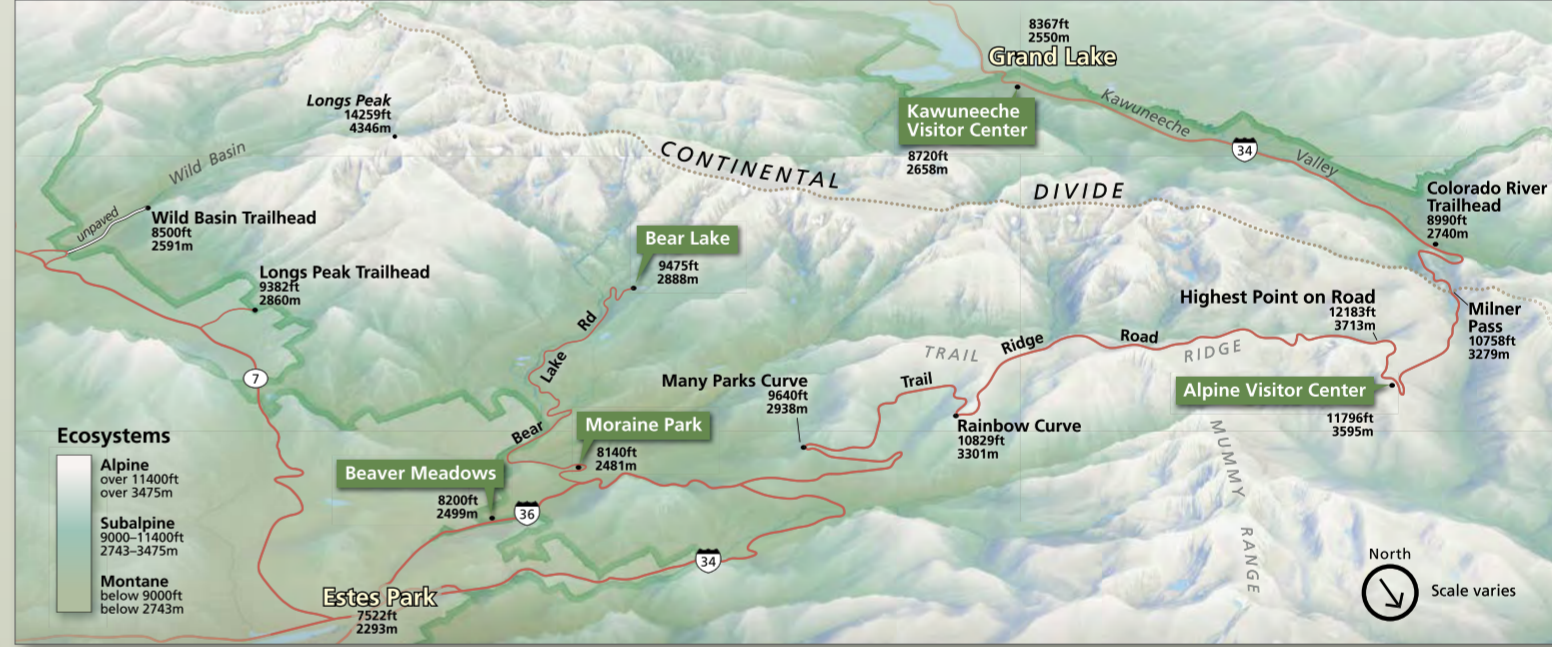 8367ft
2550m
Grand Lake
Kawuneeche
Visitor Center
8720ft
2658m
Kawuneeche
34
Valley
Longs Peak
14259ft
4346m
CONTINENTAL
DIVIDE
Wild Basin
unpaved
Wild Basin Trailhead
8500ft
2591m
Colorado River
Trailhead
8990ft
2740m
Bear Lake
9475ft
2888m
Longs Peak Trailhead
9382ft
2860m
Highest Point on Road
12183ft
3713m
Milner
Pass
10758ft
3279m
7
Bear
Lake
Rd
TRAIL
RIDGE
Trail
Ridge
Road
Many Parks Curve
9640ft
2938m
Alpine Visitor Center
11796ft
3595m
Rainbow Curve
10829ft
3301m
Moraine Park
8140ft
2481m
Beaver Meadows
8200ft
2499m
36
34
MUMMY
RANGE
Ecosystems
Alpine
over 11400ft
over 3475m
Subalpine
9000–11400ft
2743–3475m
Montane
below 9000ft
below 2743m
Estes Park
7522ft
2293m
North
Scale varies